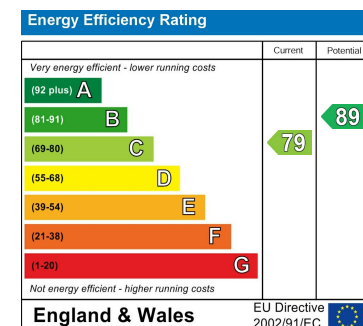 Energy Efficiency Rating
Current Potential
Very energy efficient - lower running costs
(92 plus) A
(81-91) B
(69-80) C
(55-68) D
(39-54) E
(21-38) F
(1-20) G
79
89
Not energy efficient - higher running costs
England & Wales
EU Directive
2002/91/EC